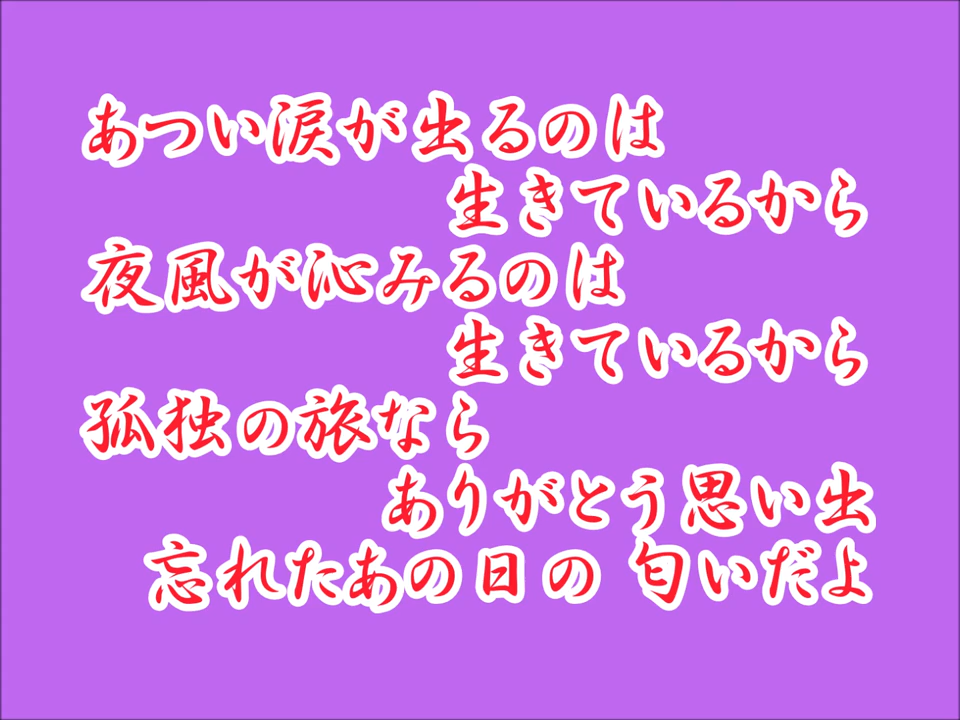 あつい涙が出るのは
生きているから
夜風が沁みるのは
生きているから
孤独の旅なら
ありがとう思い出
忘れたあの日の 匂いだよ